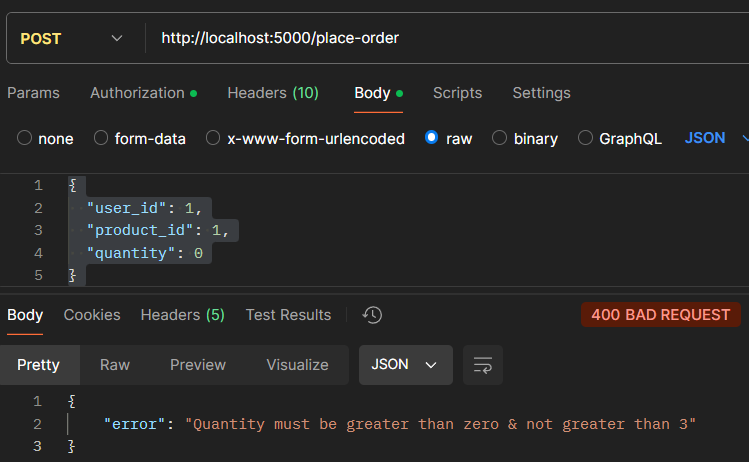 POST http://localhost:5000/place-order
Params Authorization Headers (10) Body Scripts Settings
none form-data x-www-form-urlencoded raw binary GraphQL JSON
1 {
2 "user_id": 1,
3 "product_id": 1,
4 "quantity": 0
5 }
Body Cookies Headers (5) Test Results 400 BAD REQUEST
Pretty Raw Preview Visualize JSON
1 {
2 "error": "Quantity must be greater than zero & not greater than 3"
3 }